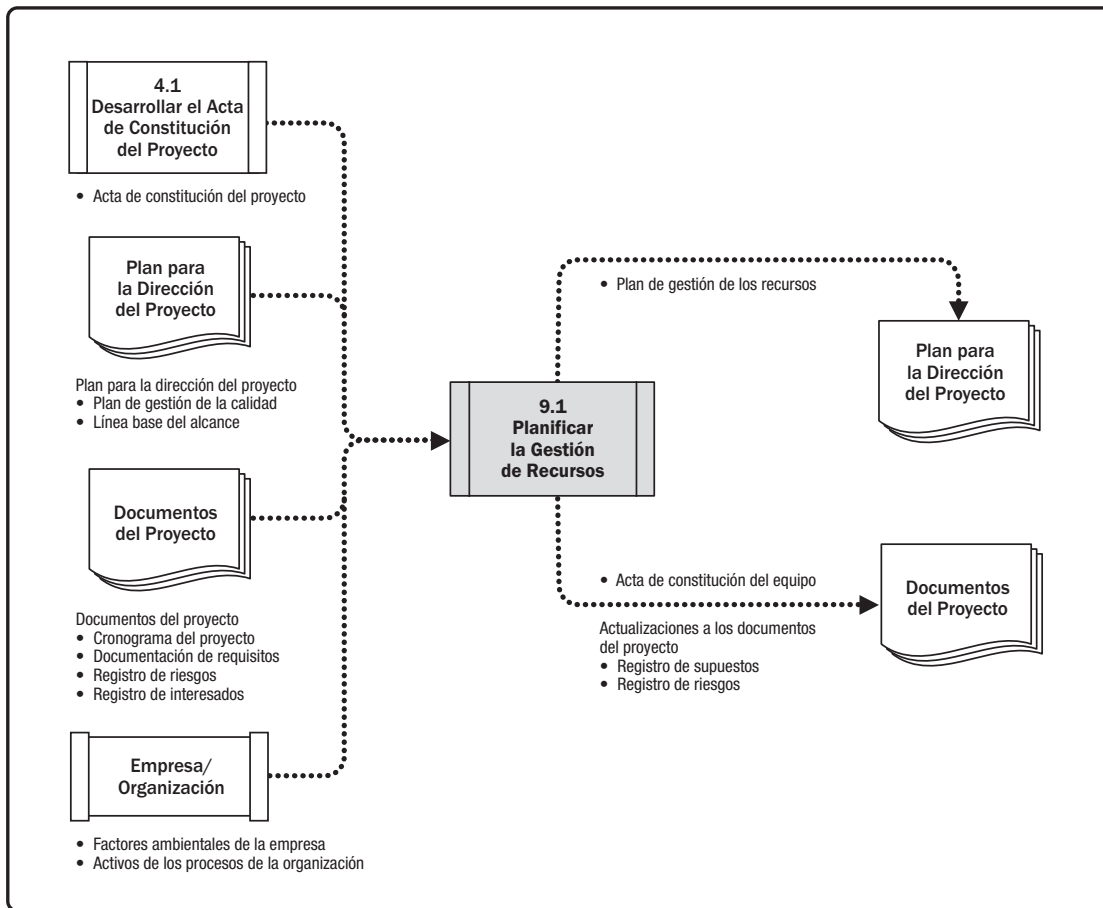 4.1
Desarrollar el Acta
de Constitución
del Proyecto
• Acta de constitución del proyecto
Plan para
la Dirección
del Proyecto
Plan para la dirección del proyecto
• Plan de gestión de la calidad
• Línea base del alcance
Documentos
del Proyecto
Documentos del proyecto
• Cronograma del proyecto
• Documentación de requisitos
• Registro de riesgos
• Registro de interesados
Empresa/
Organización
• Factores ambientales de la empresa
• Activos de los procesos de la organización
9.1
Planificar
la Gestión
de Recursos
• Plan de gestión de los recursos
Plan para
la Dirección
del Proyecto
• Acta de constitución del equipo
Actualizaciones a los documentos
del proyecto
• Registro de supuestos
• Registro de riesgos
Documentos
del Proyecto